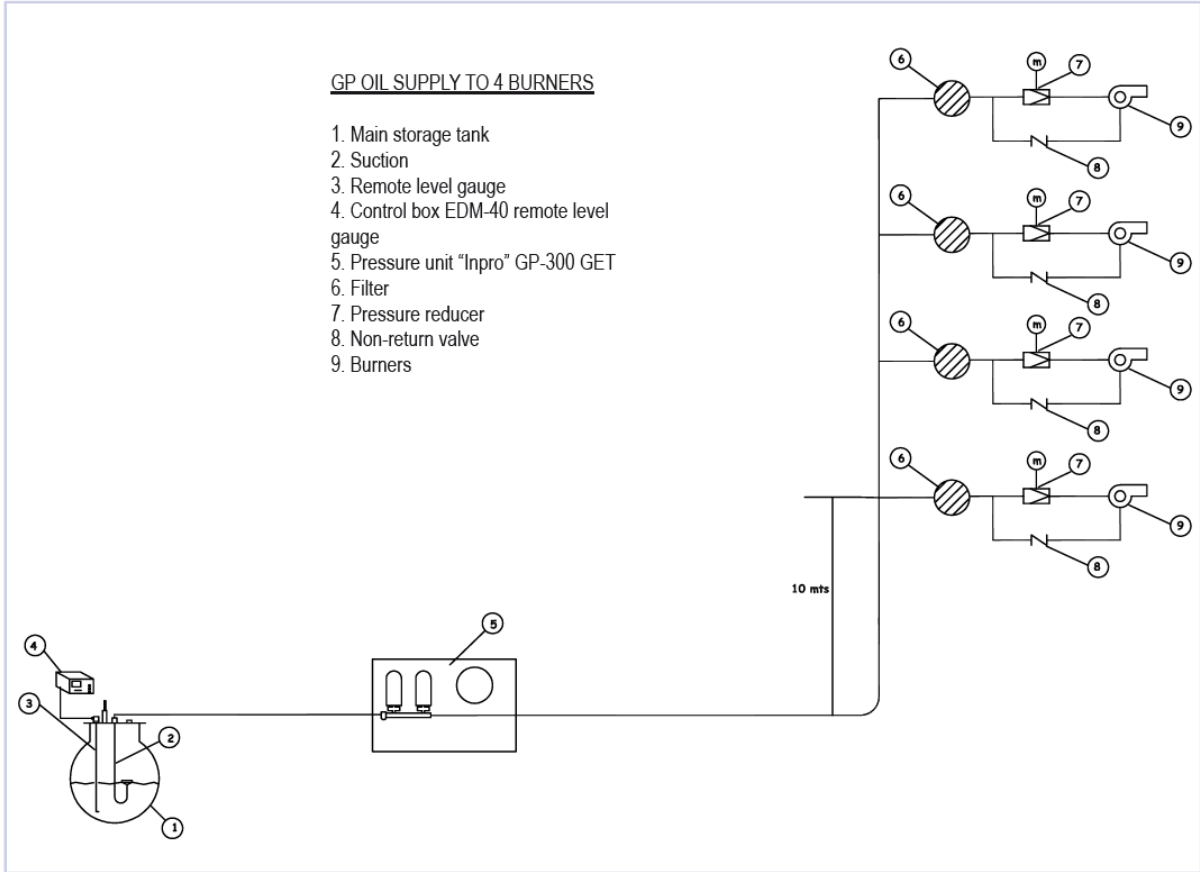 GP OIL SUPPLY TO 4 BURNERS
1. Main storage tank
2. Suction
3. Remote level gauge
4. Control box EDM-40 remote level
gauge
5. Pressure unit “Inpro” GP-300 GET
6. Filter
7. Pressure reducer
8. Non-return valve
9. Burners
6 m 7
9
8
6 m 7
9
8
6 m 7
9
8
6 m 7
9
8
10 mts
5
4
3
2
1